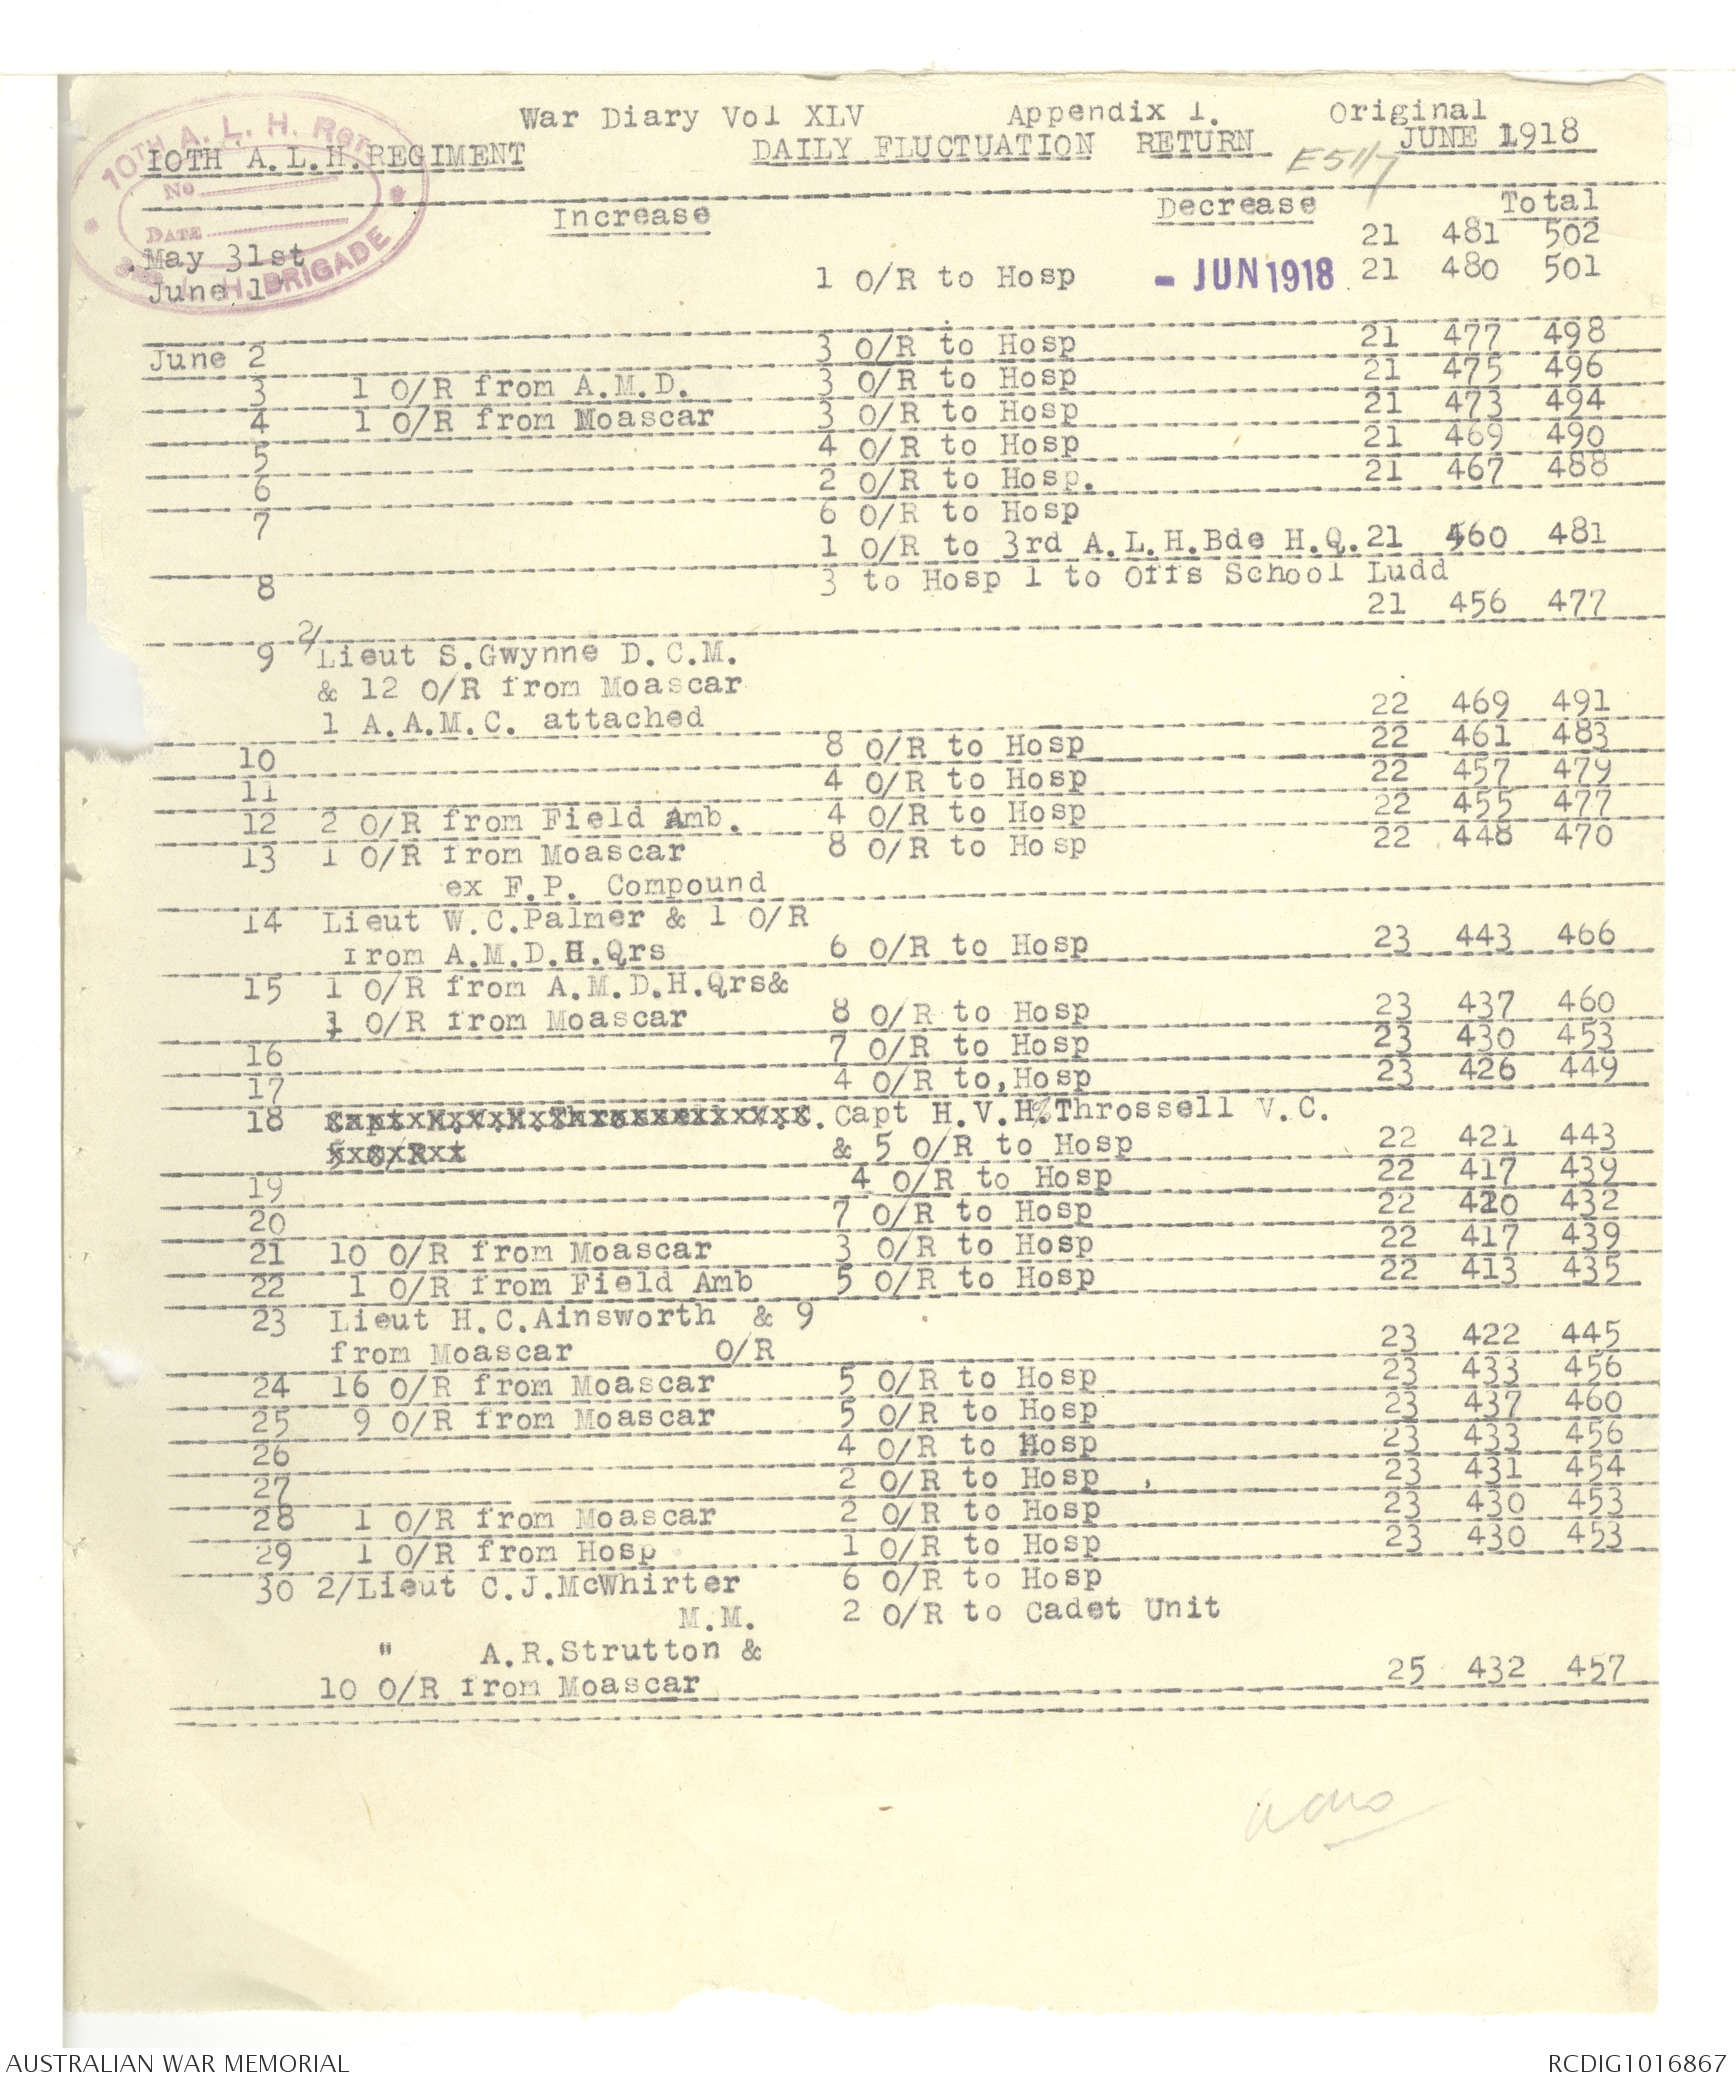 War Diary Vol XLV Appendix 1. Original
10TH A.L.H.REGIMENT DAILY FLUCTUATION RETURN JUNE 1918
E511/7
10TH A. L. H. REGT
No
DATE
3RD L. H. BRIGADE
Increase Decrease Total
May 31st 21 481 502
June 1 1 O/R to Hosp - JUN 1918 21 480 501
June 2 3 O/R to Hosp 21 477 498
3 1 O/R from A.M.D. 3 O/R to Hosp 21 475 496
4 1 O/R from Moascar 3 O/R to Hosp 21 473 494
5 4 O/R to Hosp 21 469 490
6 2 O/R to Hosp. 21 467 488
7 6 O/R to Hosp
1 O/R to 3rd A.L.H.Bde H.Q. 21 460 481
8 3 to Hosp 1 to Offs School Ludd
21 456 477
9 2/Lieut S.Gwynne D.C.M.
& 12 O/R from Moascar
1 A.A.M.C. attached 22 469 491
10 8 O/R to Hosp 22 461 483
11 4 O/R to Hosp 22 457 479
12 2 O/R from Field Amb. 4 O/R to Hosp 22 455 477
13 1 O/R from Moascar 8 O/R to Hosp 22 448 470
ex F.P. Compound
14 Lieut W.C.Palmer & 1 O/R
from A.M.D.H.Qrs 6 O/R to Hosp 23 443 466
15 1 O/R from A.M.D.H.Qrs&
1 O/R from Moascar 8 O/R to Hosp 23 437 460
16 7 O/R to Hosp 23 430 453
17 4 O/R to,Hosp 23 426 449
18 Capt H.V.H.Throssell V.C. Capt H.V.H.Throssell V.C.
5 O/R t & 5 O/R to Hosp 22 421 443
19 4 O/R to Hosp 22 417 439
20 7 O/R to Hosp 22 410 432
21 10 O/R from Moascar 3 O/R to Hosp 22 417 439
22 1 O/R from Field Amb 5 O/R to Hosp 22 413 435
23 Lieut H.C.Ainsworth & 9
from Moascar O/R 23 422 445
24 16 O/R from Moascar 5 O/R to Hosp 23 433 456
25 9 O/R from Moascar 5 O/R to Hosp 23 437 460
26 4 O/R to Hosp 23 433 456
27 2 O/R to Hosp , 23 431 454
28 1 O/R from Moascar 2 O/R to Hosp 23 430 453
29 1 O/R from Hosp 1 O/R to Hosp 23 430 453
30 2/Lieut C.J.McWhirter 6 O/R to Hosp
M.M. 2 O/R to Cadet Unit
" A.R.Strutton &
10 O/R from Moascar 25 432 457
AUSTRALIAN WAR MEMORIAL RCDIG1016867